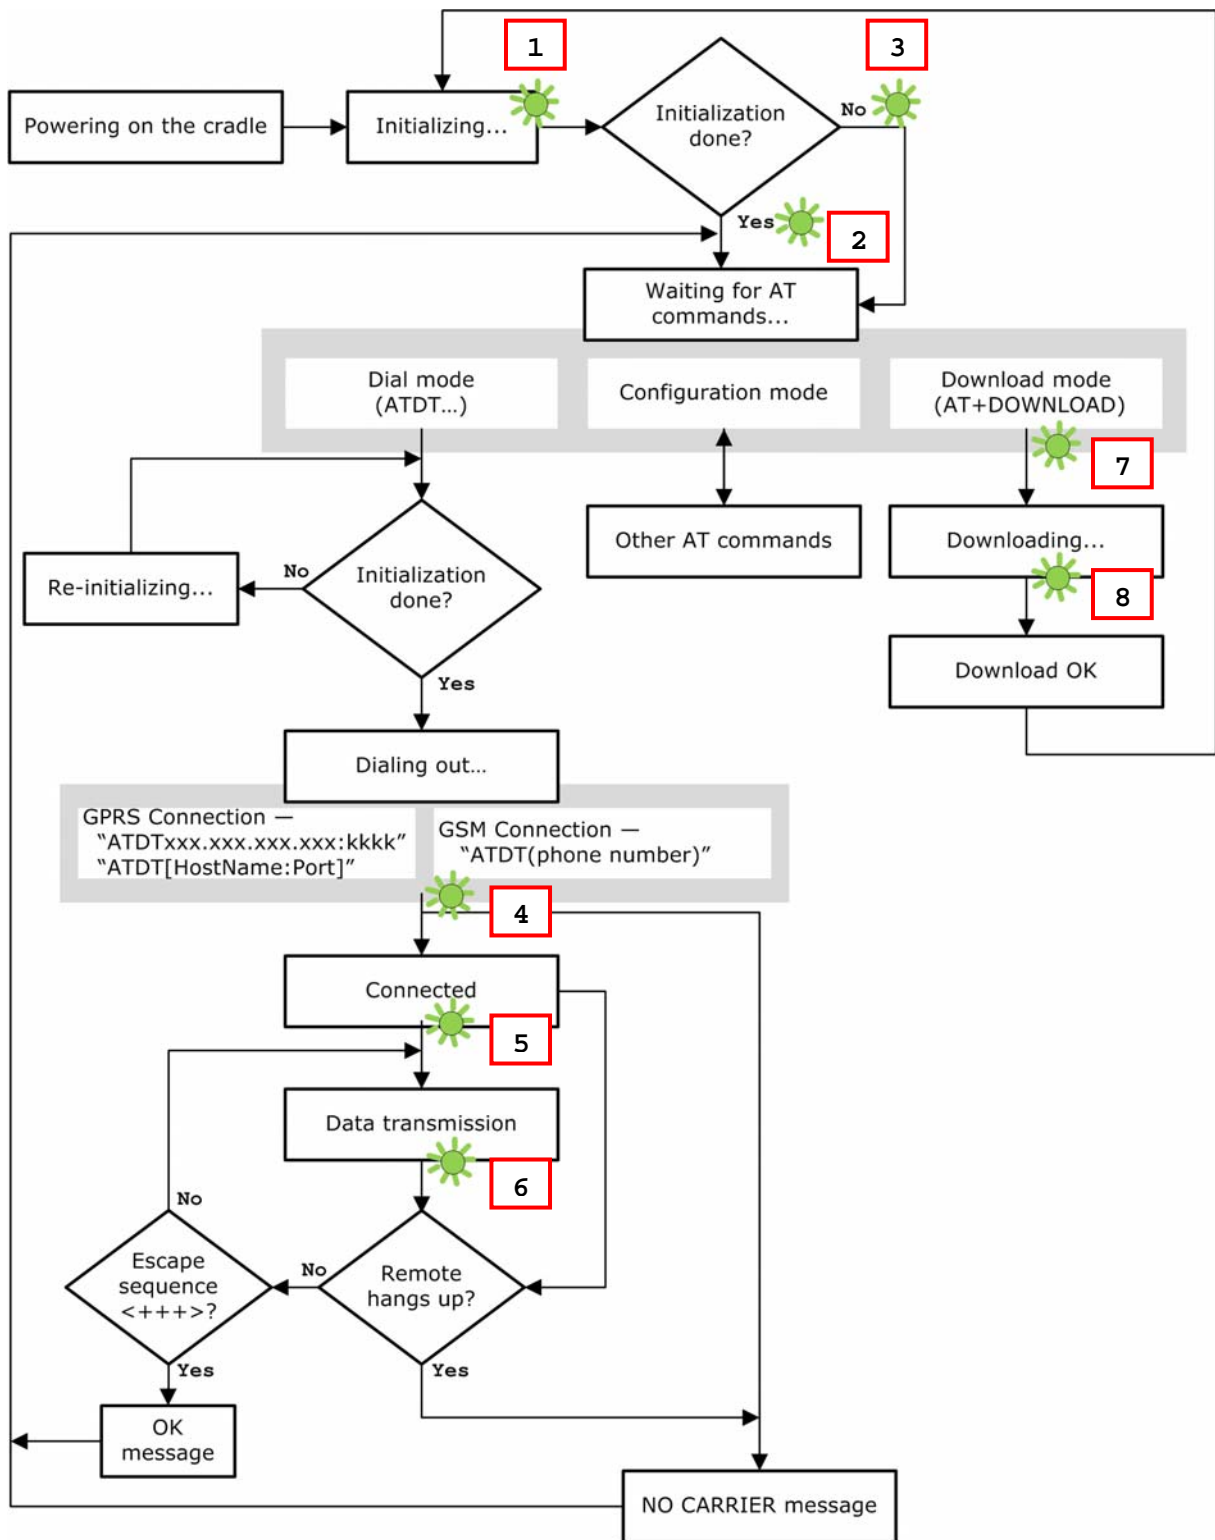 1
3
Powering on the cradle
Initializing...
Initialization
done?
No
Yes
2
Waiting for AT
commands...
Dial mode
(ATDT...)
Configuration mode
Download mode
(AT+DOWNLOAD)
7
Re-initializing...
No
Initialization
done?
Other AT commands
Downloading...
8
Yes
Download OK
Dialing out...
GPRS Connection —
“ATDTxxx.xxx.xxx.xxx:kkkk”
“ATDT[HostName:Port]”
GSM Connection —
“ATDT(phone number)”
4
Connected
5
Data transmission
6
No
Escape
sequence
<+++>?
No
Remote
hangs up?
Yes
Yes
OK
message
NO CARRIER message